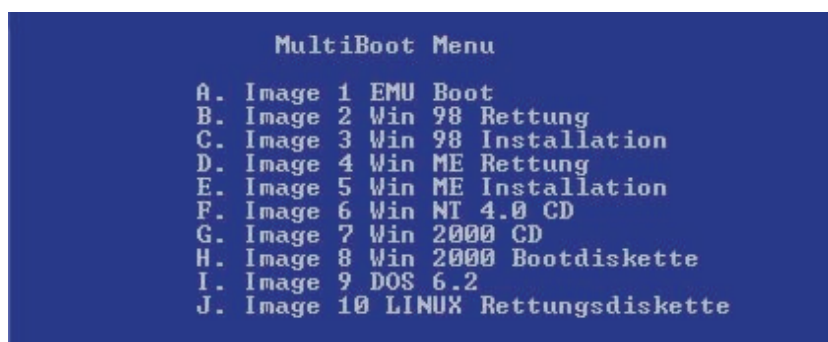 MultiBoot Menu
A. Image 1 EMU Boot
B. Image 2 Win 98 Rettung
C. Image 3 Win 98 Installation
D. Image 4 Win ME Rettung
E. Image 5 Win ME Installation
F. Image 6 Win NT 4.0 CD
G. Image 7 Win 2000 CD
H. Image 8 Win 2000 Bootdiskette
I. Image 9 DOS 6.2
J. Image 10 LINUX Rettungsdiskette